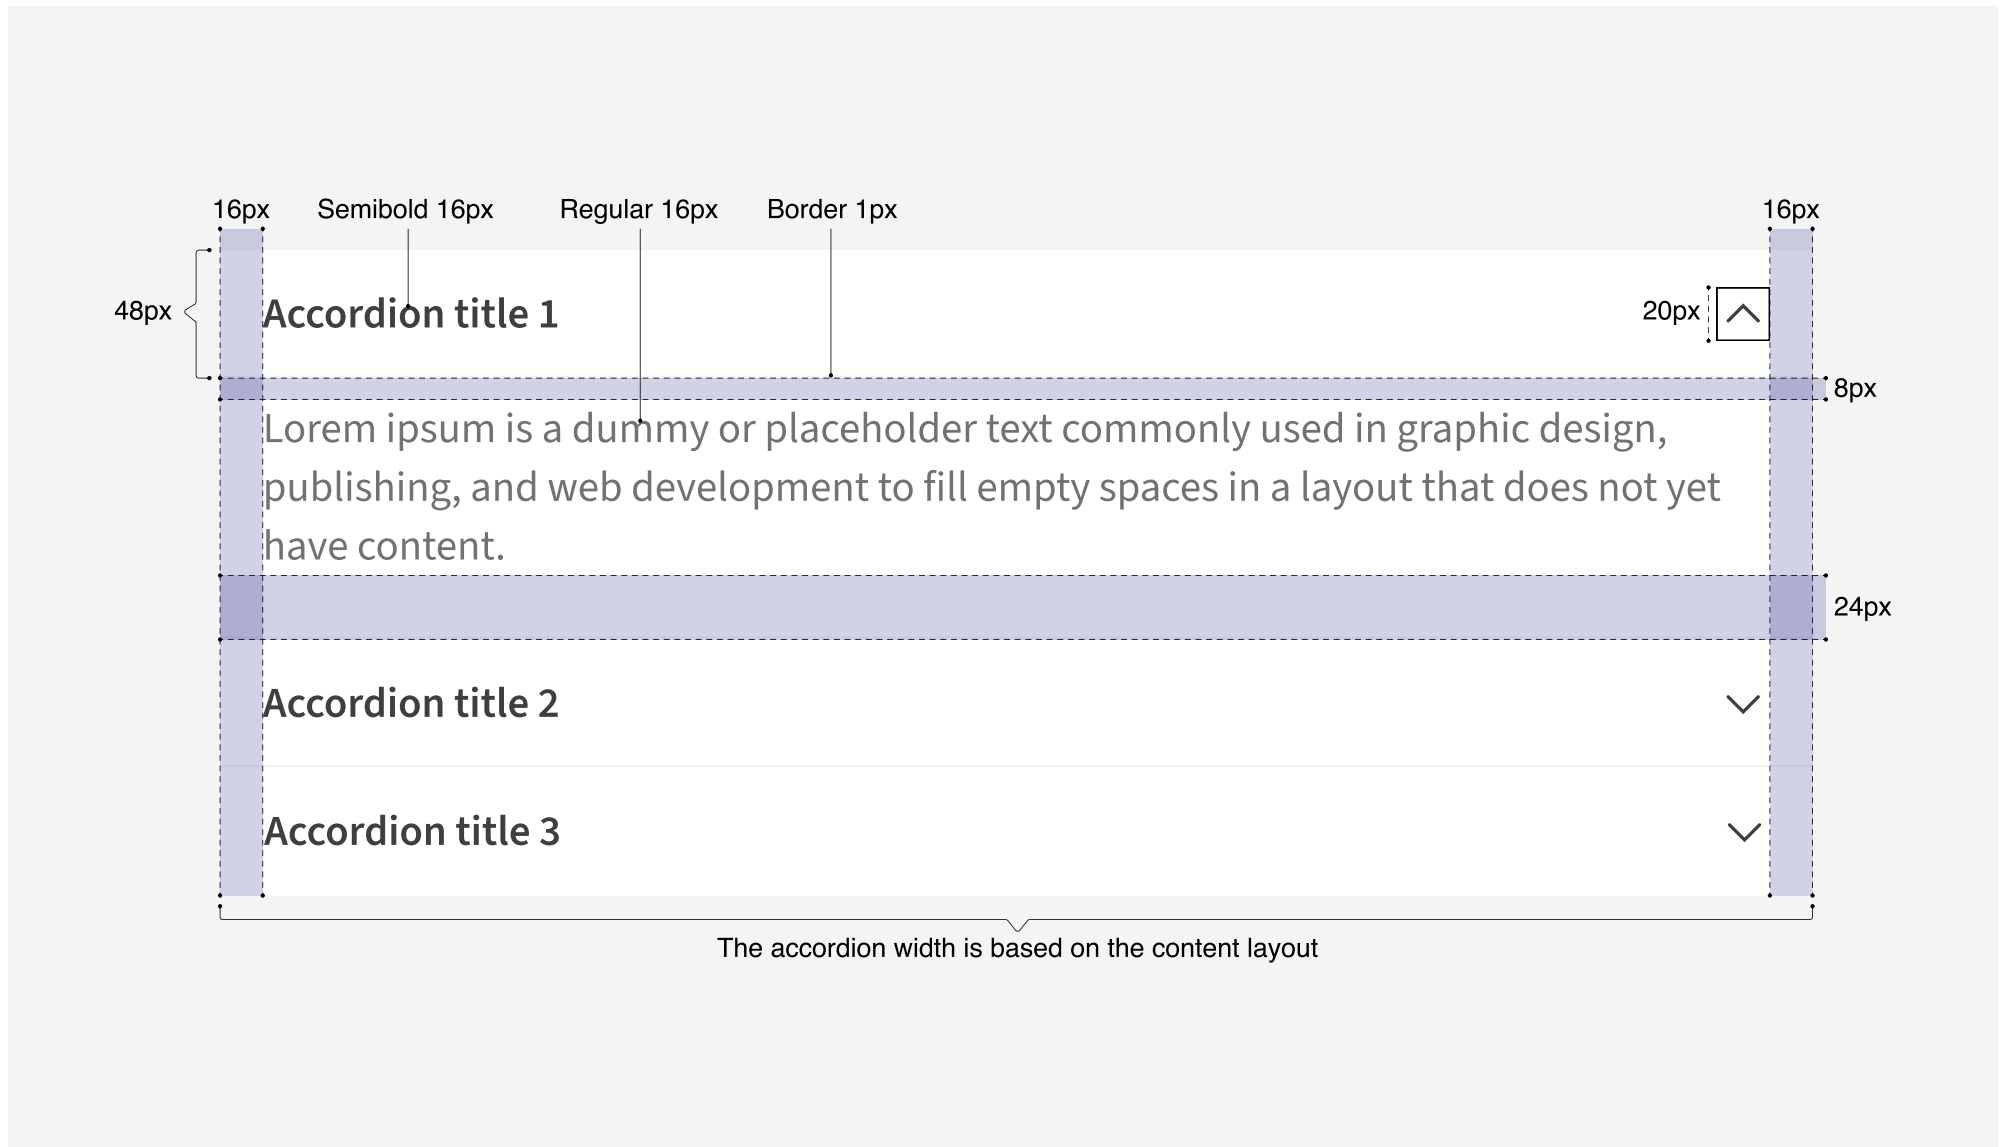 16px Semibold 16px Regular 16px Border 1px 16px
48px Accordion title 1 20px
8px
Lorem ipsum is a dummy or placeholder text commonly used in graphic design,
publishing, and web development to fill empty spaces in a layout that does not yet
have content.
24px
Accordion title 2
Accordion title 3
The accordion width is based on the content layout